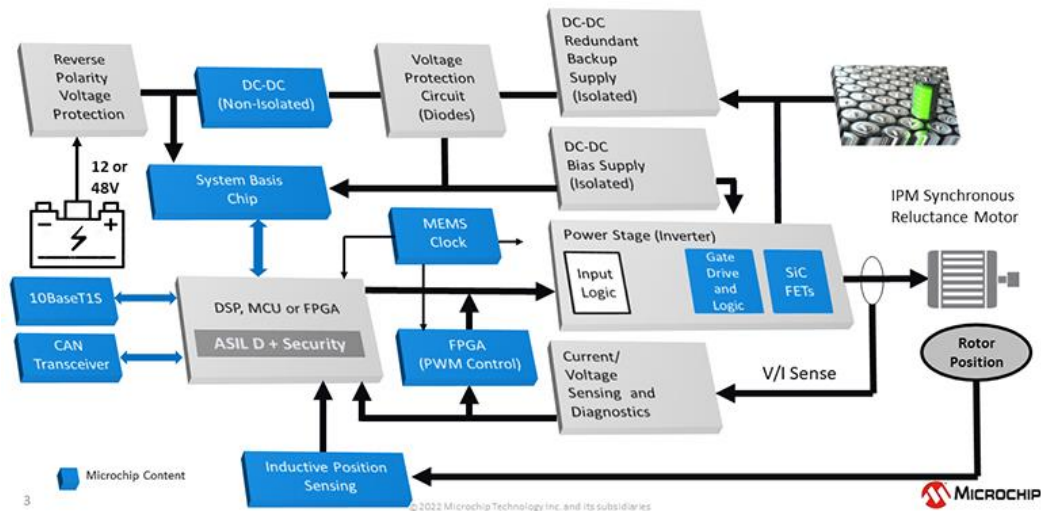 Reverse
Polarity
Voltage
Protection
DC-DC
(Non-Isolated)
Voltage
Protection
Circuit
(Diodes)
DC-DC
Redundant
Backup
Supply
(Isolated)
12 or
48V
System Basis
Chip
DC-DC
Bias Supply
(Isolated)
IPM Synchronous
Reluctance Motor
MEMS
Clock
Power Stage (Inverter)
Input
Logic
Gate
Drive
and
Logic
SiC
FETs
10BaseT1S
CAN
Transceiver
DSP, MCU or FPGA
ASIL D + Security
FPGA
(PWM Control)
Current/
Voltage
Sensing and
Diagnostics
V/I Sense
Rotor
Position
Inductive Position
Sensing
Microchip Content
3
© 2022 Microchip Technology Inc. and its subsidiaries
MICROCHIP